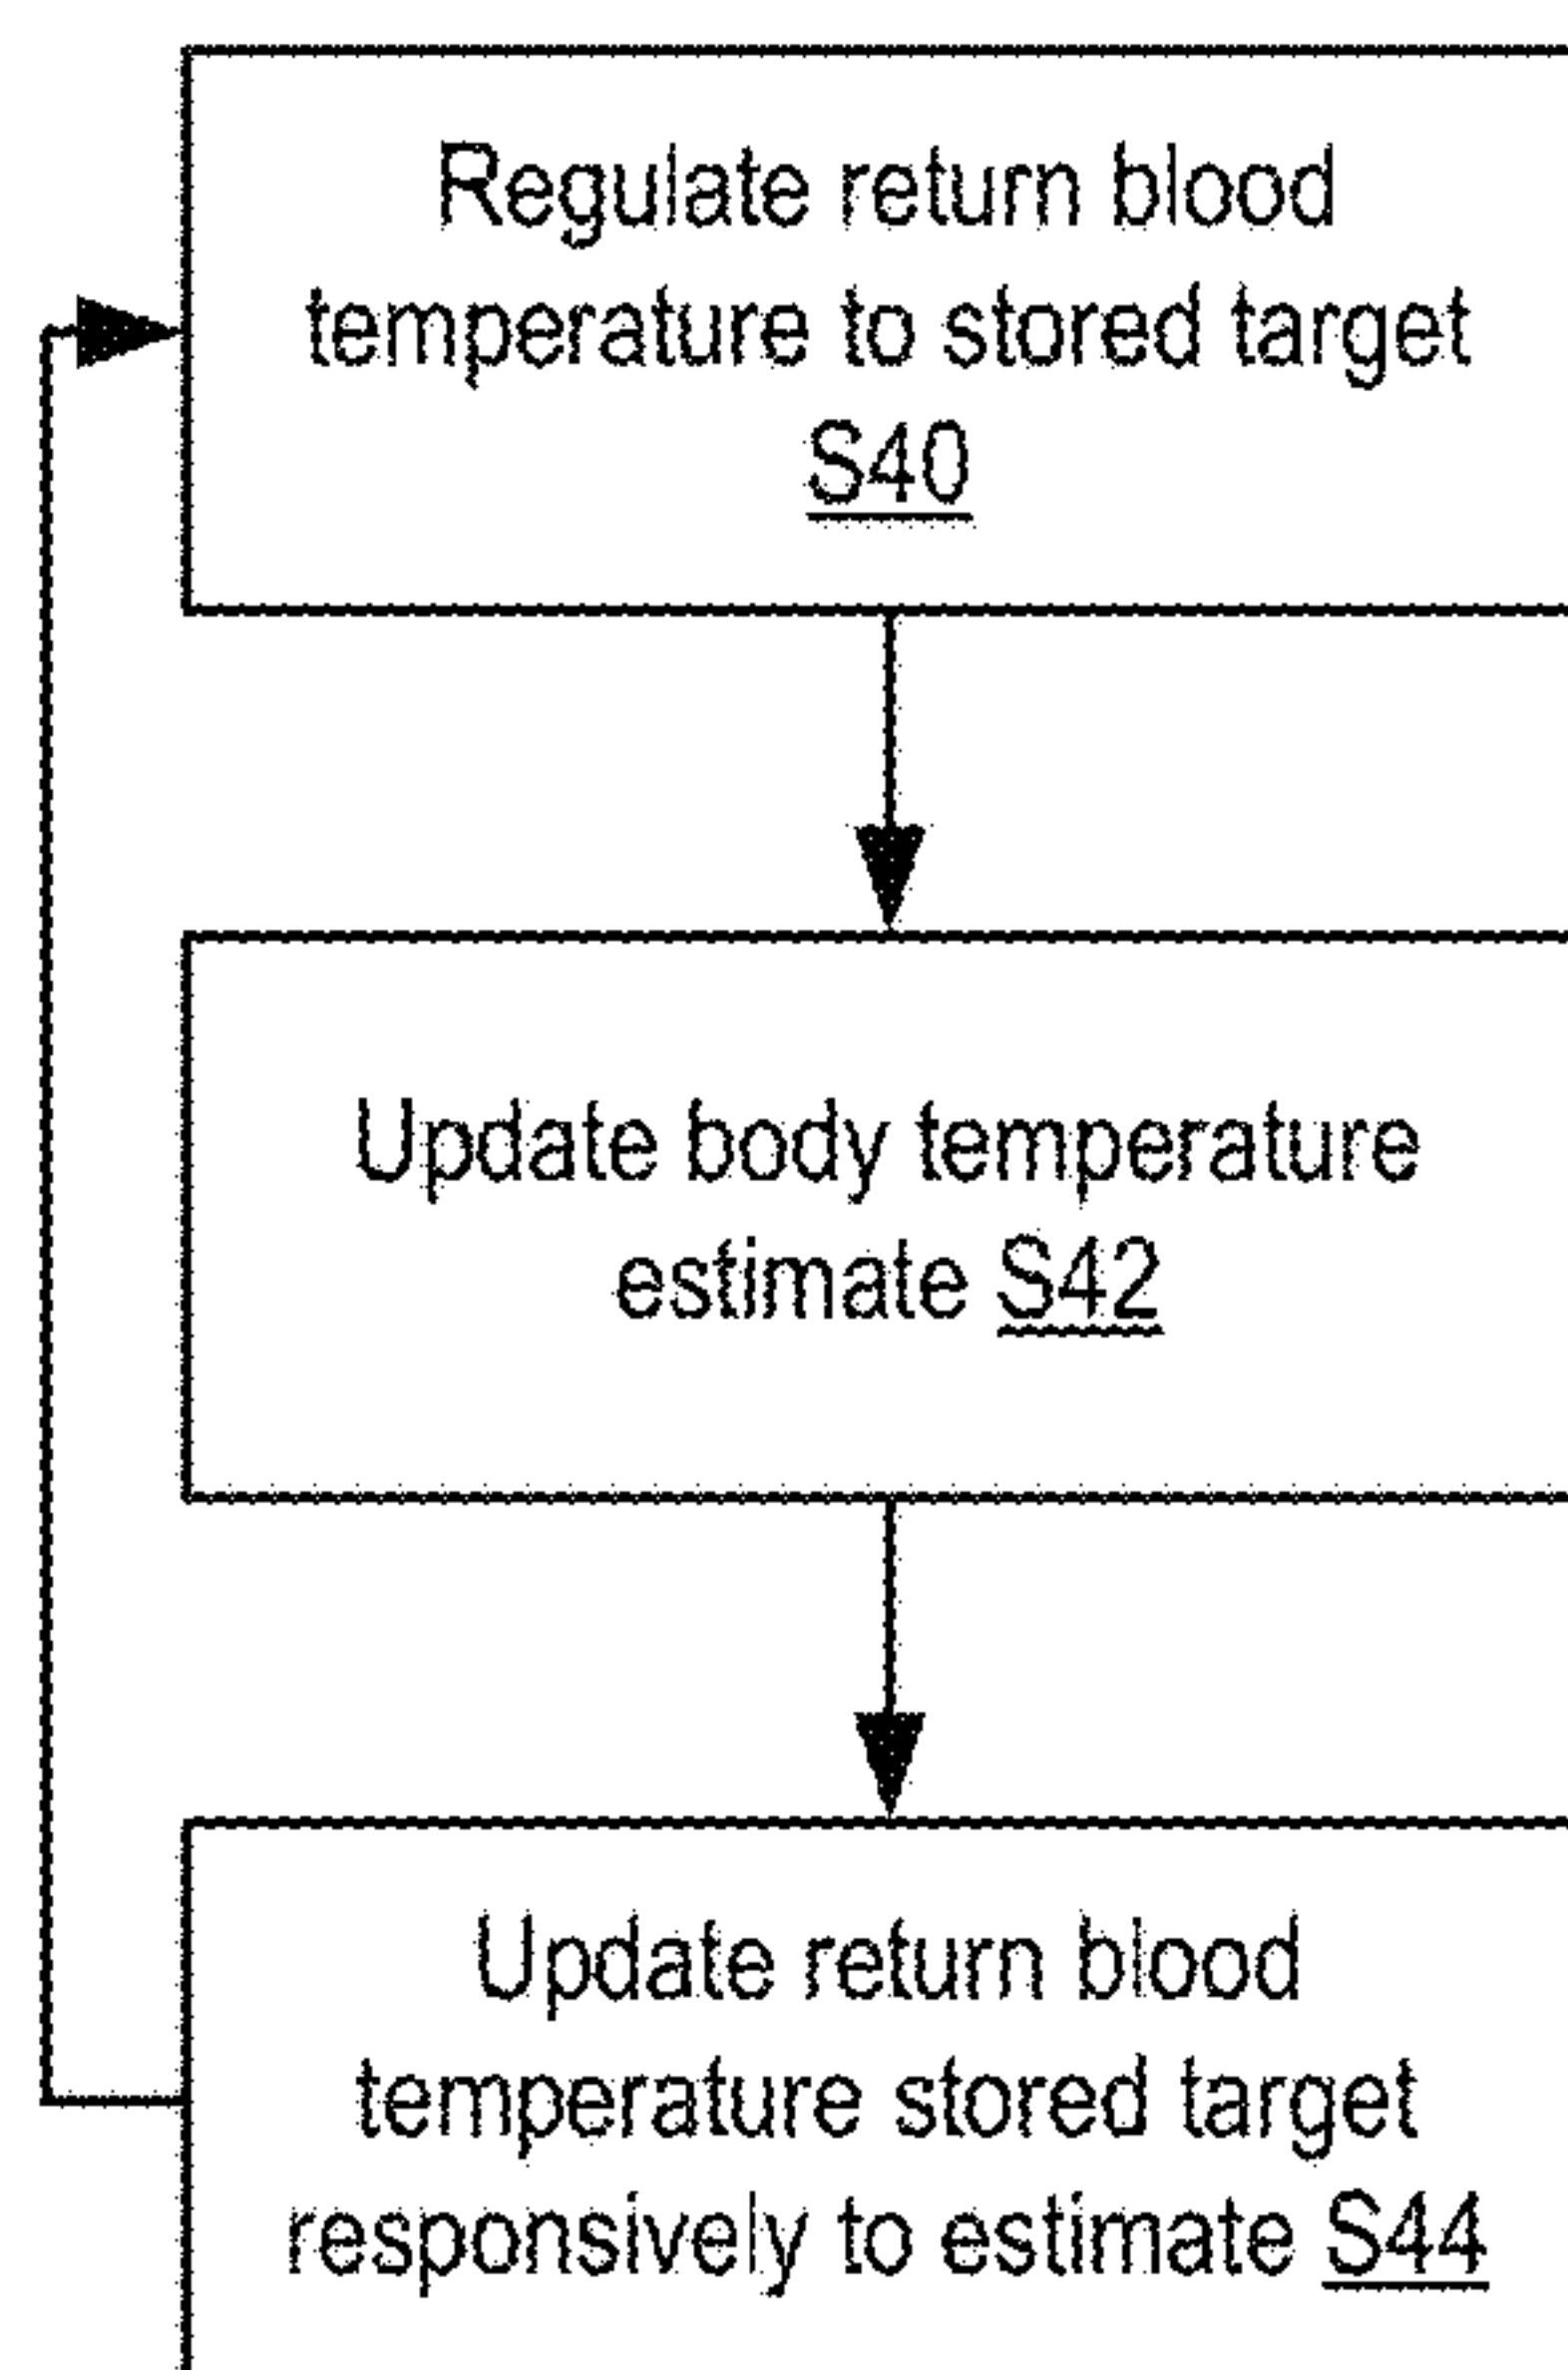 Regulate return blood
temperature to stored target
S40
Update body temperature
estimate S42
Update return blood
temperature stored target
responsively to estimate S44